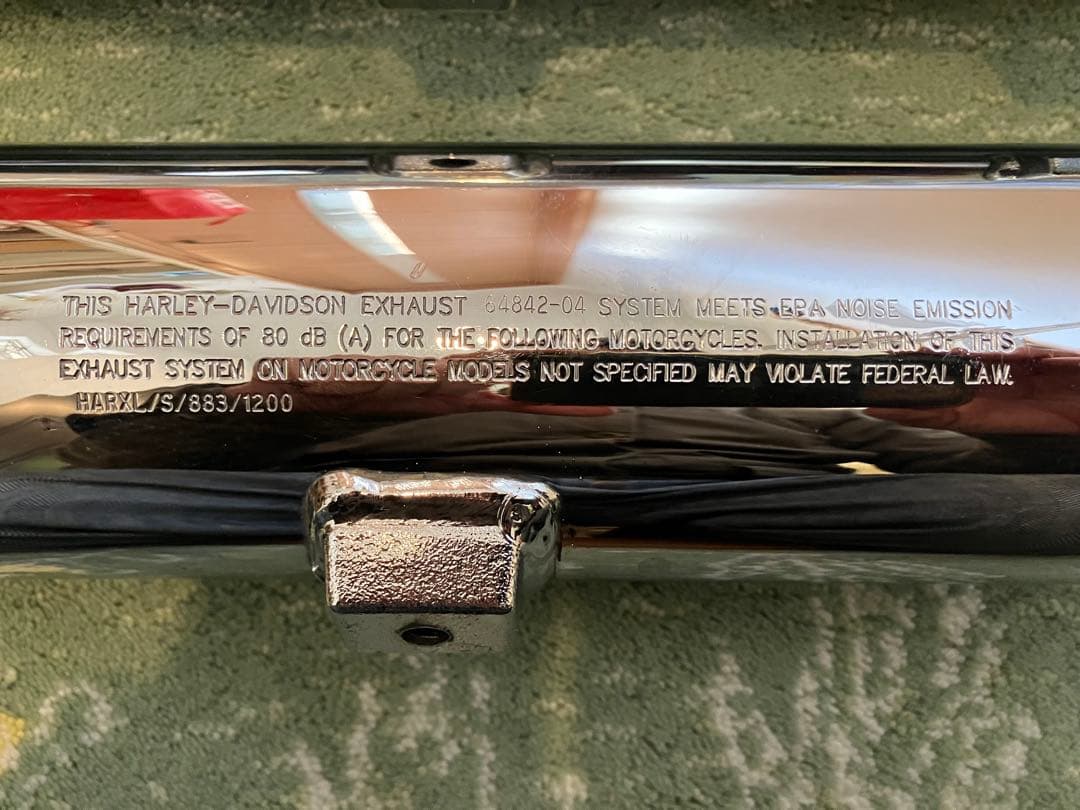 THIS HARLEY-DAVIDSON EXHAUST 64842-04 SYSTEM MEETS EPA NOISE EMISSION
REQUIREMENTS OF 80 dB (A) FOR THE FOLLOWING MOTORCYCLES. INSTALLATION OF THIS
EXHAUST SYSTEM ON MOTORCYCLE MODELS NOT SPECIFIED MAY VIOLATE FEDERAL LAW.
HARXL/S/883/1200